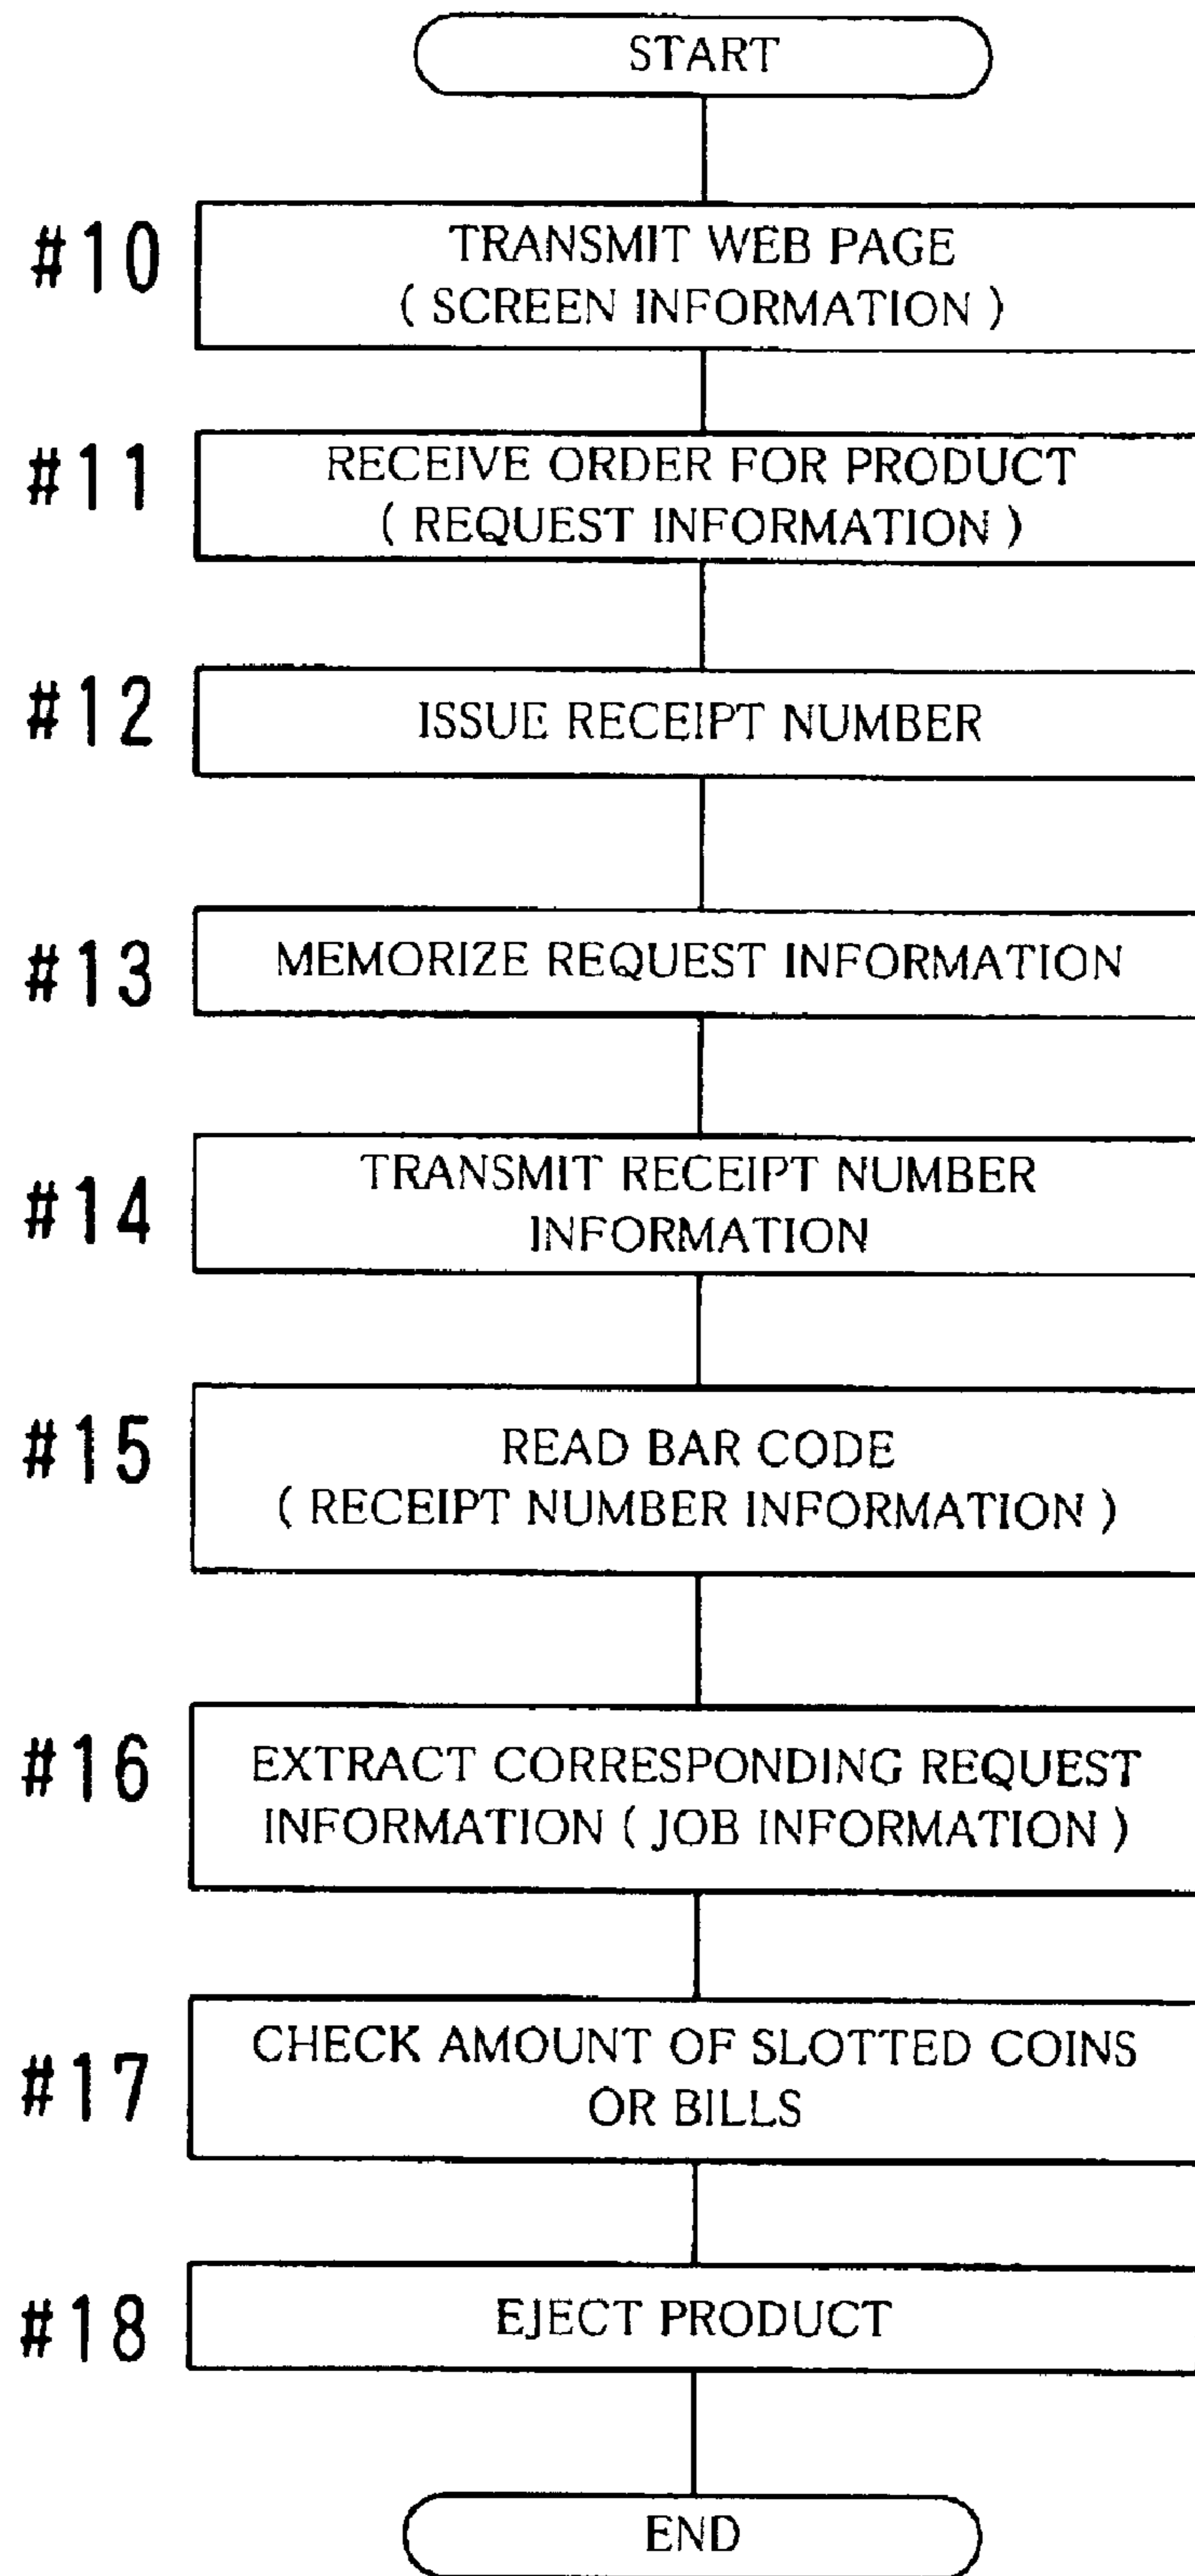 START
#10
TRANSMIT WEB PAGE
( SCREEN INFORMATION )
#11
RECEIVE ORDER FOR PRODUCT
( REQUEST INFORMATION )
#12
ISSUE RECEIPT NUMBER
#13
MEMORIZE REQUEST INFORMATION
#14
TRANSMIT RECEIPT NUMBER
INFORMATION
#15
READ BAR CODE
( RECEIPT NUMBER INFORMATION )
#16
EXTRACT CORRESPONDING REQUEST
INFORMATION ( JOB INFORMATION )
#17
CHECK AMOUNT OF SLOTTED COINS
OR BILLS
#18
EJECT PRODUCT
END